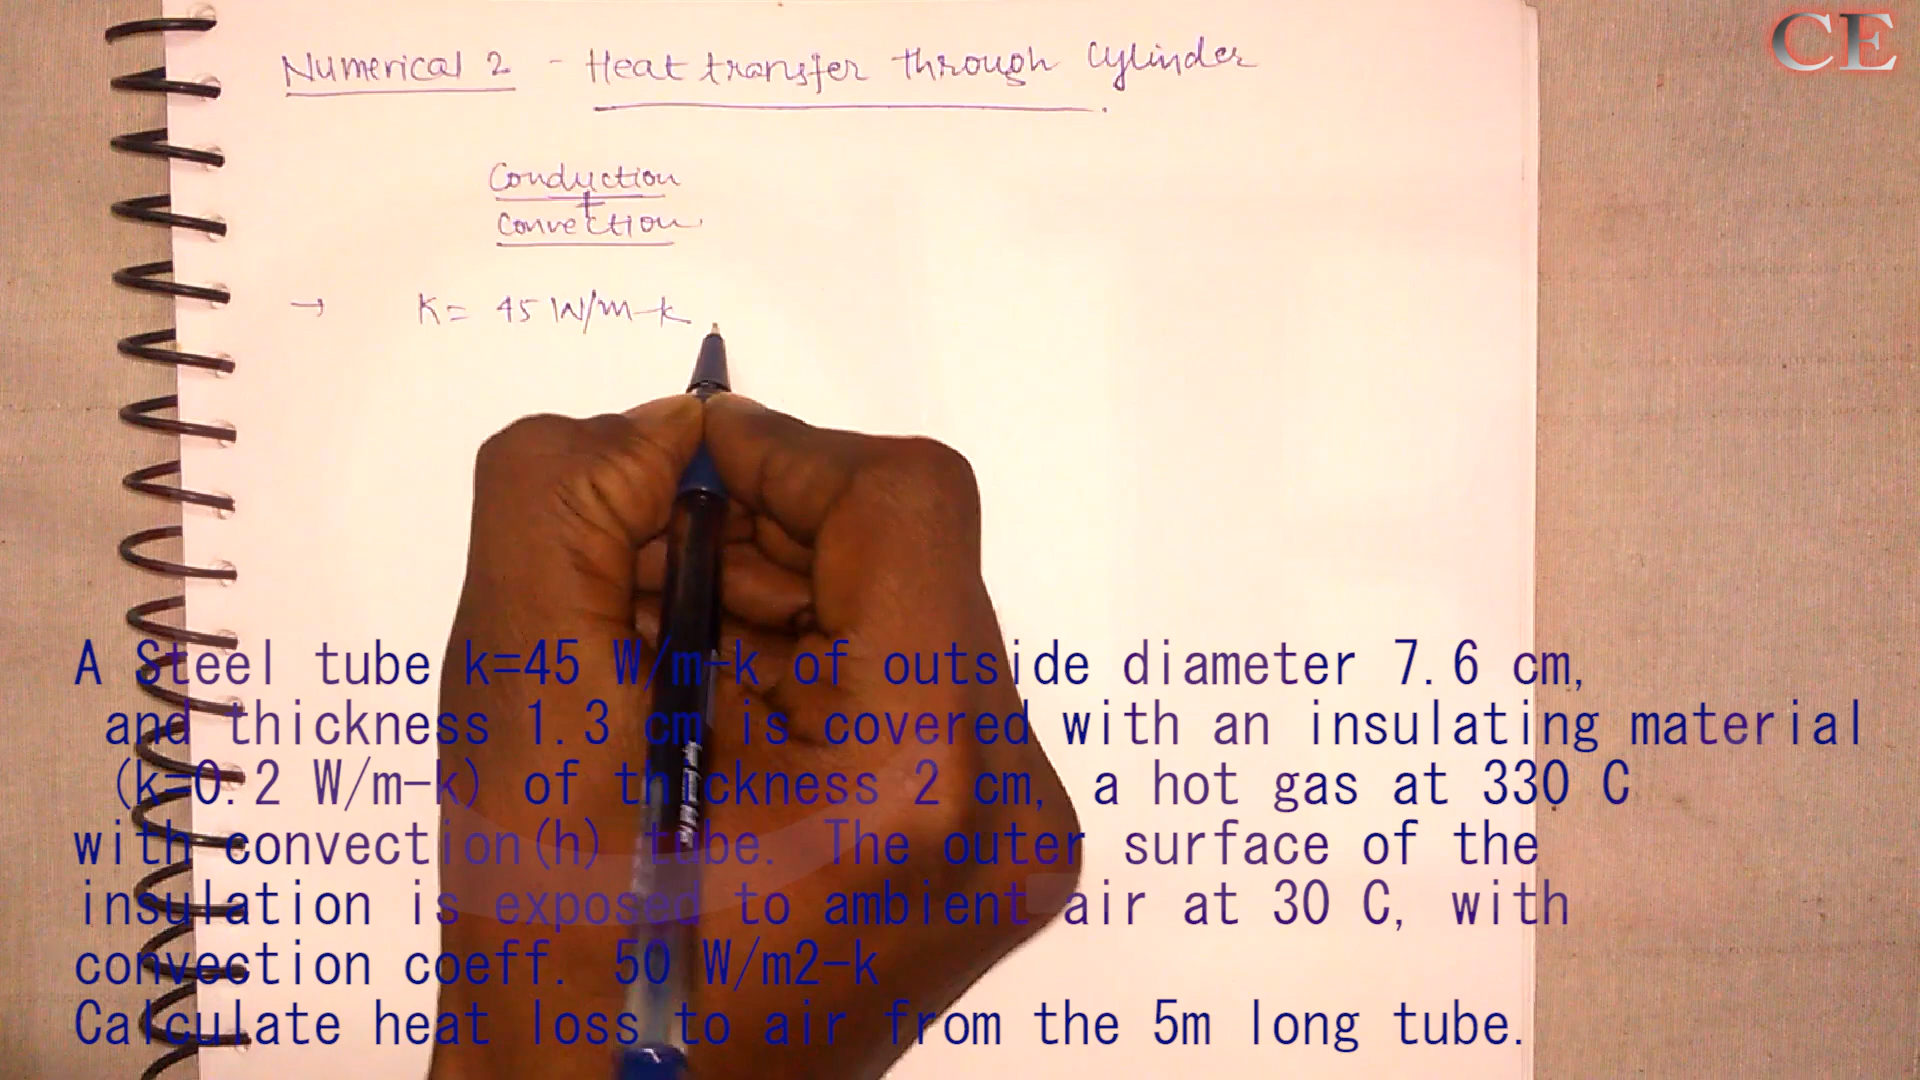 CE
Numerical 2 - Heat transfer through cylinder
Conduction
+
Convection
→ K = 45 W/m-k
A Steel tube k=45 W/m-k of outside diameter 7.6 cm,
and thickness 1.3 cm is covered with an insulating material
(k=0.2 W/m-k) of thickness 2 cm, a hot gas at 330 C
with convection(h) tube. The outer surface of the
insulation is exposed to ambient air at 30 C, with
convection coeff. 50 W/m2-k
Calculate heat loss to air from the 5m long tube.